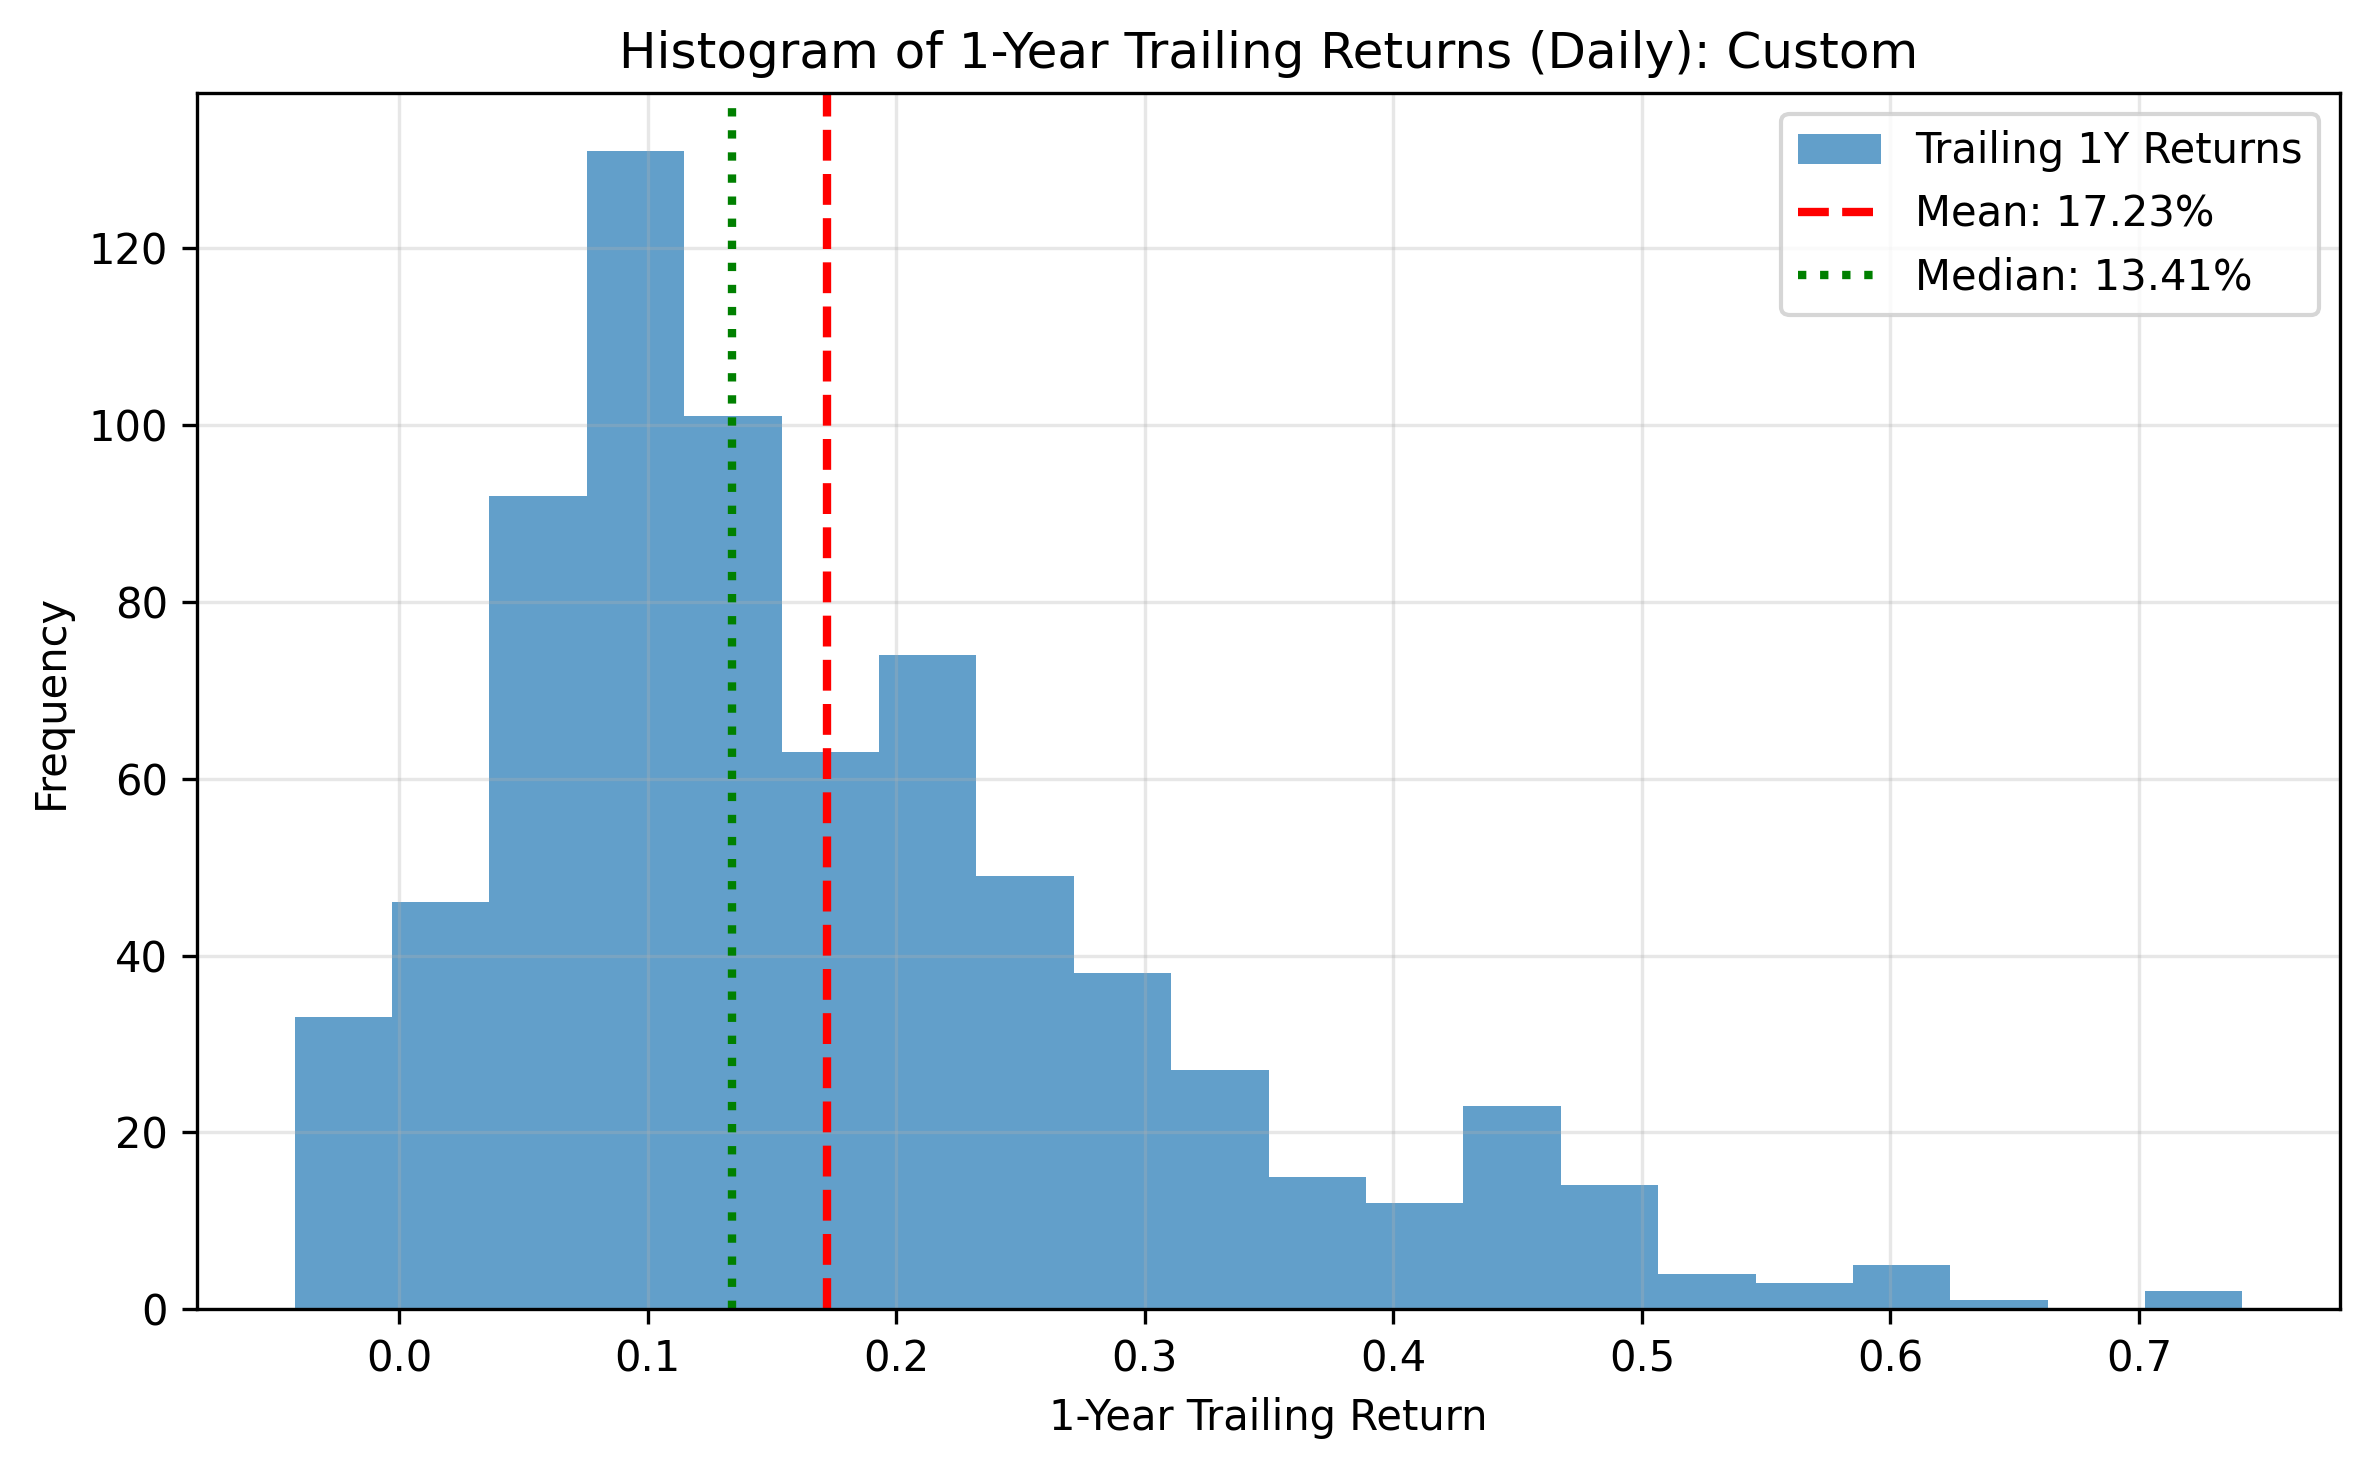 Histogram of 1-Year Trailing Returns (Daily): Custom
Trailing 1Y Returns
Mean: 17.23%
Median: 13.41%
Frequency
120
100
80
60
40
20
0
0.0 0.1 0.2 0.3 0.4 0.5 0.6 0.7
1-Year Trailing Return